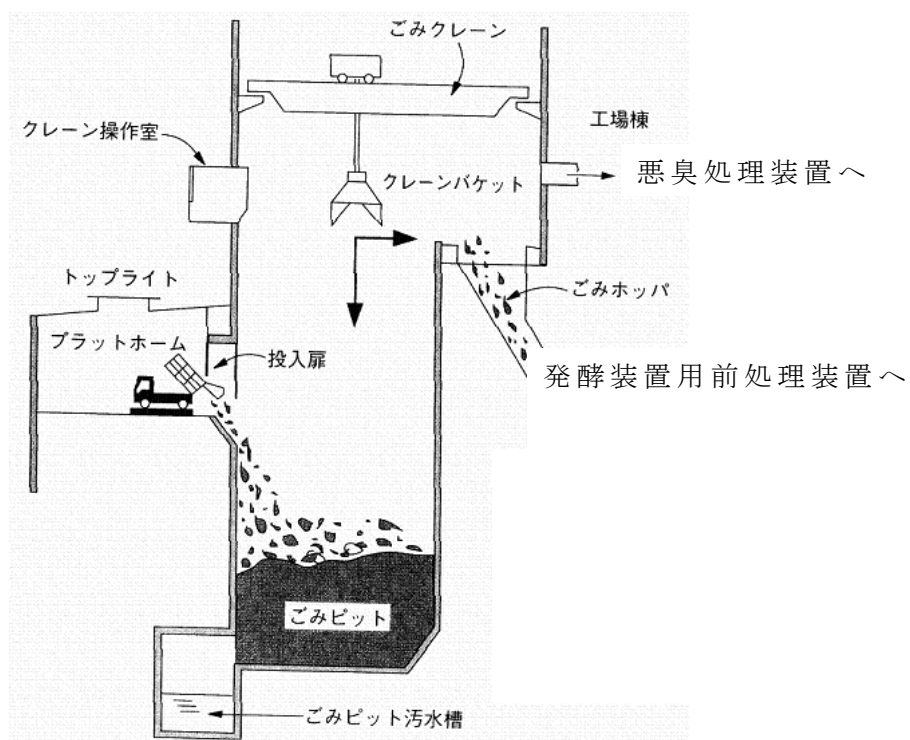 ごみクレーン
工場棟
クレーン操作室
悪臭処理装置へ
クレーンバケット
トップライト
ごみホッパ
プラットホーム
投入扉
発酵装置用前処理装置へ
ごみピット
ごみピット汚水槽